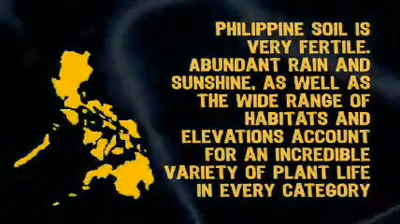 PHILIPPINE SOIL IS
VERY FERTILE.
ABUNDANT RAIN AND
SUNSHINE, AS WELL AS
THE WIDE RANGE OF
HABITATS AND
ELEVATIONS ACCOUNT
FOR AN INCREDIBLE
VARIETY OF PLANT LIFE
IN EVERY CATEGORY